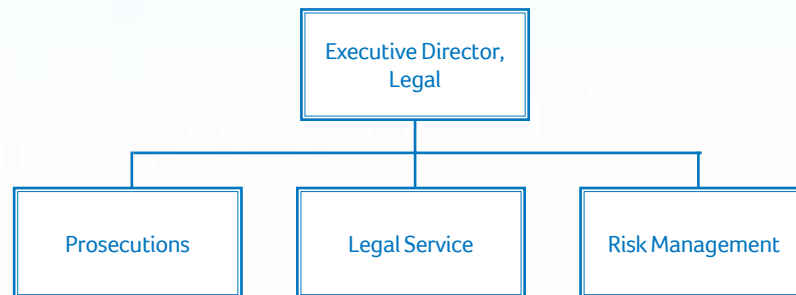 Executive Director,
Legal
Prosecutions
Legal Service
Risk Management